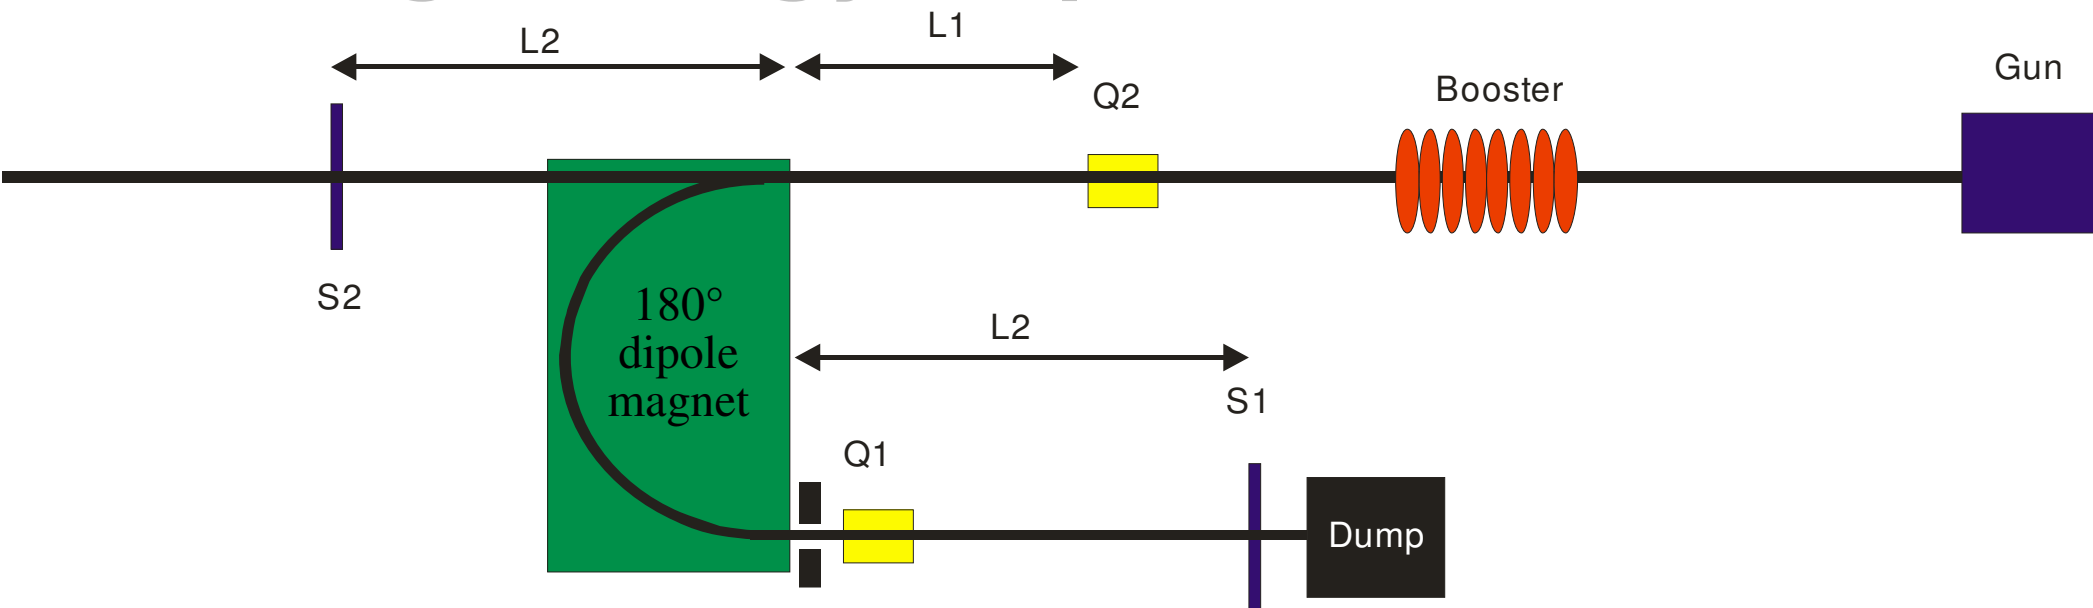 L2
L1
Gun
Q2
Booster
S2
180°
dipole
magnet
L2
S1
Q1
Dump